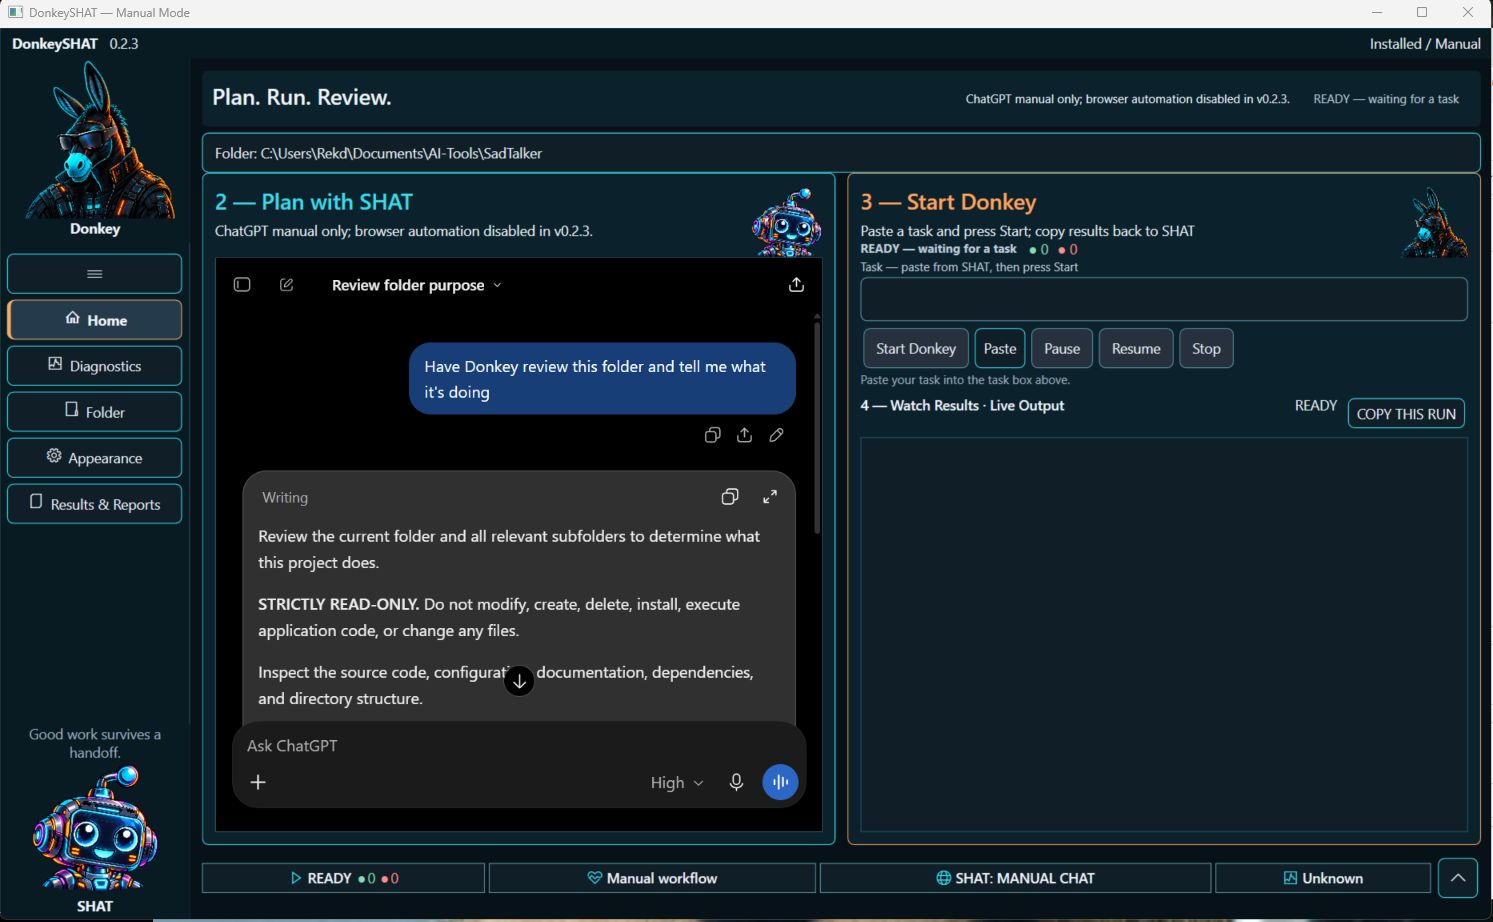 DonkeySHAT — Manual Mode
DonkeySHAT 0.2.3
Installed / Manual
Donkey
Home
Diagnostics
Folder
Appearance
Results & Reports
Good work survives a
handoff.
SHAT
Plan. Run. Review.
ChatGPT manual only; browser automation disabled in v0.2.3.
READY — waiting for a task
Folder: C:\Users\Rekd\Documents\AI-Tools\SadTalker
2 — Plan with SHAT
ChatGPT manual only; browser automation disabled in v0.2.3.
Review folder purpose
Have Donkey review this folder and tell me what
it's doing
Writing
Review the current folder and all relevant subfolders to determine what
this project does.
STRICTLY READ-ONLY. Do not modify, create, delete, install, execute
application code, or change any files.
Inspect the source code, configurati documentation, dependencies,
and directory structure.
Ask ChatGPT
High
3 — Start Donkey
Paste a task and press Start; copy results back to SHAT
READY — waiting for a task 0 0
Task — paste from SHAT, then press Start
Start Donkey Paste Pause Resume Stop
Paste your task into the task box above.
4 — Watch Results · Live Output
READY
COPY THIS RUN
READY 0 0
Manual workflow
SHAT: MANUAL CHAT
Unknown